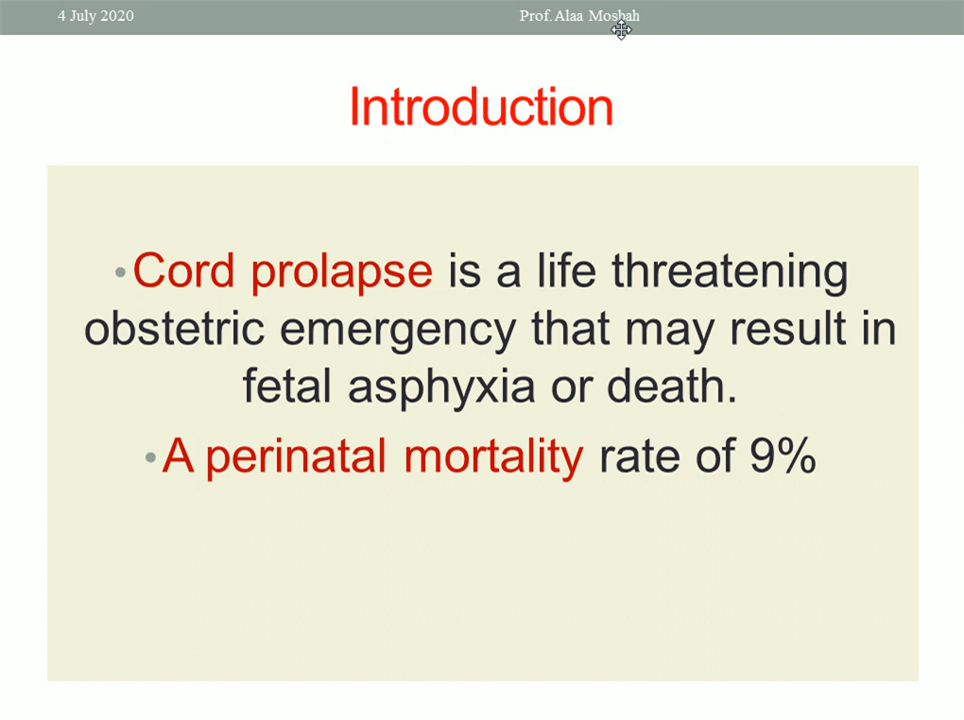 4 July 2020
Prof.Alaa Mosbah
Introduction
•Cord prolapse is a life threatening
obstetric emergency that may result in
fetal asphyxia or death.
•A perinatal mortality rate of 9%